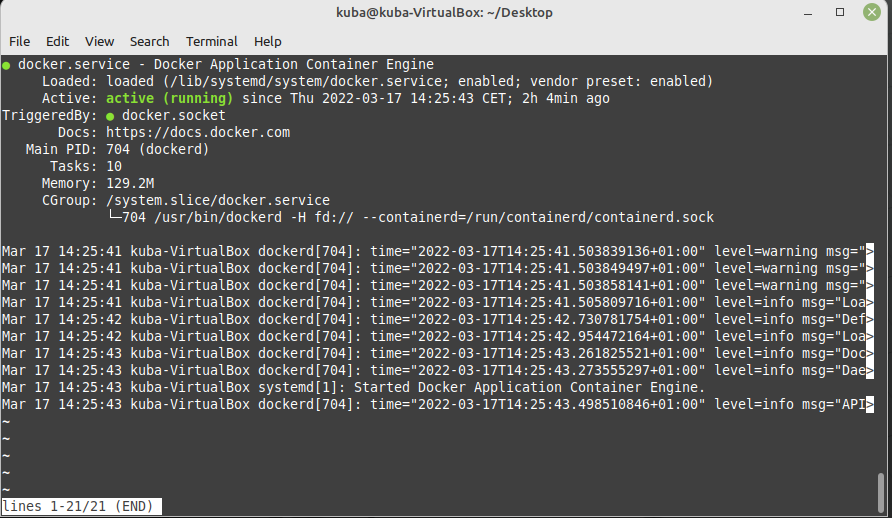 kuba@kuba-VirtualBox: ~/Desktop
File Edit View Search Terminal Help
● docker.service - Docker Application Container Engine
Loaded: loaded (/lib/systemd/system/docker.service; enabled; vendor preset: enabled)
Active: active (running) since Thu 2022-03-17 14:25:43 CET; 2h 4min ago
TriggeredBy: ● docker.socket
Docs: https://docs.docker.com
Main PID: 704 (dockerd)
Tasks: 10
Memory: 129.2M
CGroup: /system.slice/docker.service
└─704 /usr/bin/dockerd -H fd:// --containerd=/run/containerd/containerd.sock
Mar 17 14:25:41 kuba-VirtualBox dockerd[704]: time="2022-03-17T14:25:41.503839136+01:00" level=warning msg=">
Mar 17 14:25:41 kuba-VirtualBox dockerd[704]: time="2022-03-17T14:25:41.503849497+01:00" level=warning msg=">
Mar 17 14:25:41 kuba-VirtualBox dockerd[704]: time="2022-03-17T14:25:41.503858141+01:00" level=warning msg=">
Mar 17 14:25:41 kuba-VirtualBox dockerd[704]: time="2022-03-17T14:25:41.505809716+01:00" level=info msg="Loa>
Mar 17 14:25:42 kuba-VirtualBox dockerd[704]: time="2022-03-17T14:25:42.730781754+01:00" level=info msg="Def>
Mar 17 14:25:42 kuba-VirtualBox dockerd[704]: time="2022-03-17T14:25:42.954472164+01:00" level=info msg="Loa>
Mar 17 14:25:43 kuba-VirtualBox dockerd[704]: time="2022-03-17T14:25:43.261825521+01:00" level=info msg="Doc>
Mar 17 14:25:43 kuba-VirtualBox dockerd[704]: time="2022-03-17T14:25:43.273555297+01:00" level=info msg="Dae>
Mar 17 14:25:43 kuba-VirtualBox systemd[1]: Started Docker Application Container Engine.
Mar 17 14:25:43 kuba-VirtualBox dockerd[704]: time="2022-03-17T14:25:43.498510846+01:00" level=info msg="API>
~
~
~
~
~
lines 1-21/21 (END)